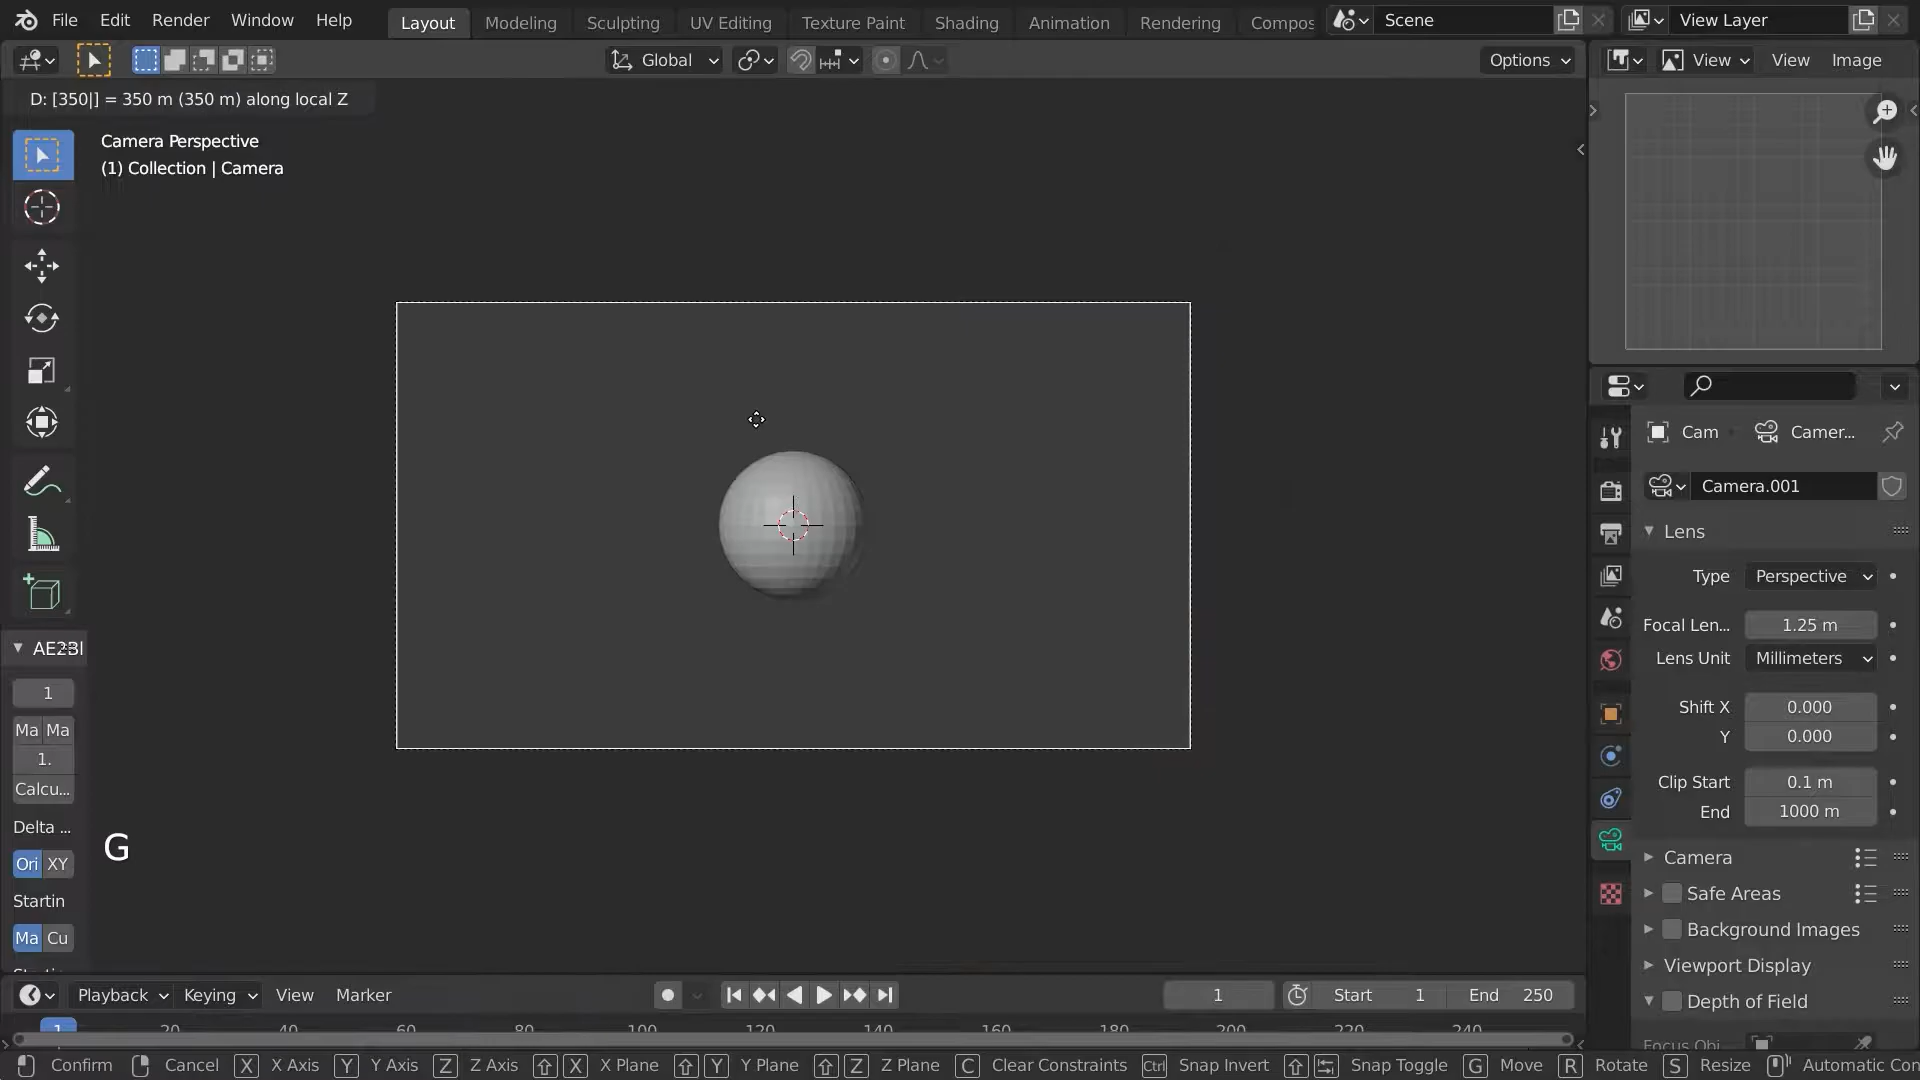 File Edit Render Window Help Layout Modeling Sculpting UV Editing Texture Paint Shading Animation Rendering Compos Scene View Layer
Global Options View View Image
D: [350|] = 350 m (350 m) along local Z
Camera Perspective
(1) Collection | Camera
Cam Camer...
Camera.001
Lens
Type Perspective
Focal Len... 1.25 m
Lens Unit Millimeters
Shift X 0.000
Y 0.000
Clip Start 0.1 m
End 1000 m
Camera
Safe Areas
Background Images
Viewport Display
Depth of Field
Focus Obj
AE2Bl
1
Ma Ma
1.
Calcu...
Delta ...
Ori XY
Startin
Ma Cu
G
Playback Keying View Marker 1 Start 1 End 250
1 20 40 60 80 100 120 140 160 180 200 220 240
Confirm Cancel X X Axis Y Y Axis Z Z Axis X X Plane Y Y Plane Z Z Plane C Clear Constraints Ctrl Snap Invert Snap Toggle G Move R Rotate S Resize Automatic Con